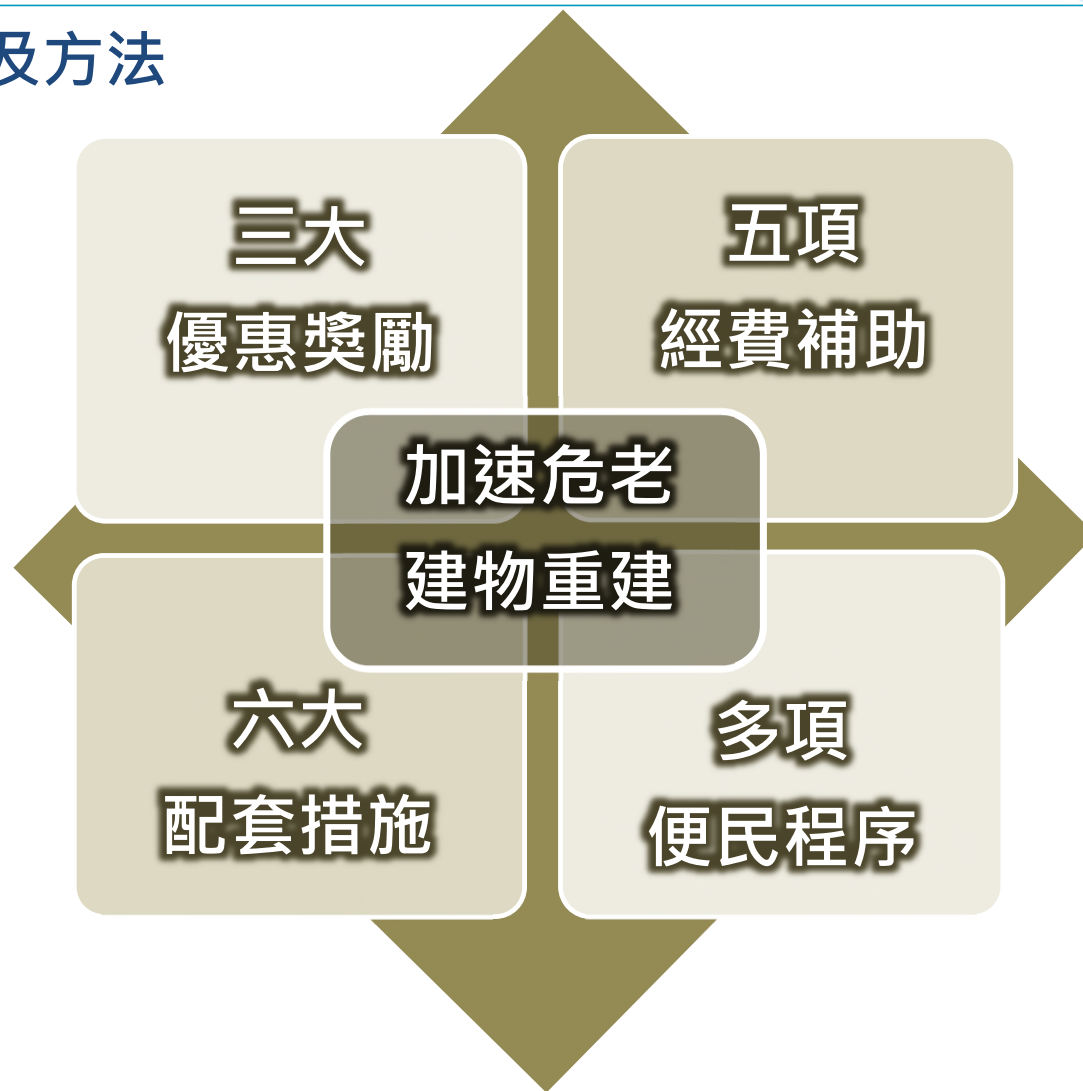 及方法
三大
優惠獎勵
五項
經費補助
加速危老
建物重建
六大
配套措施
多項
便民程序